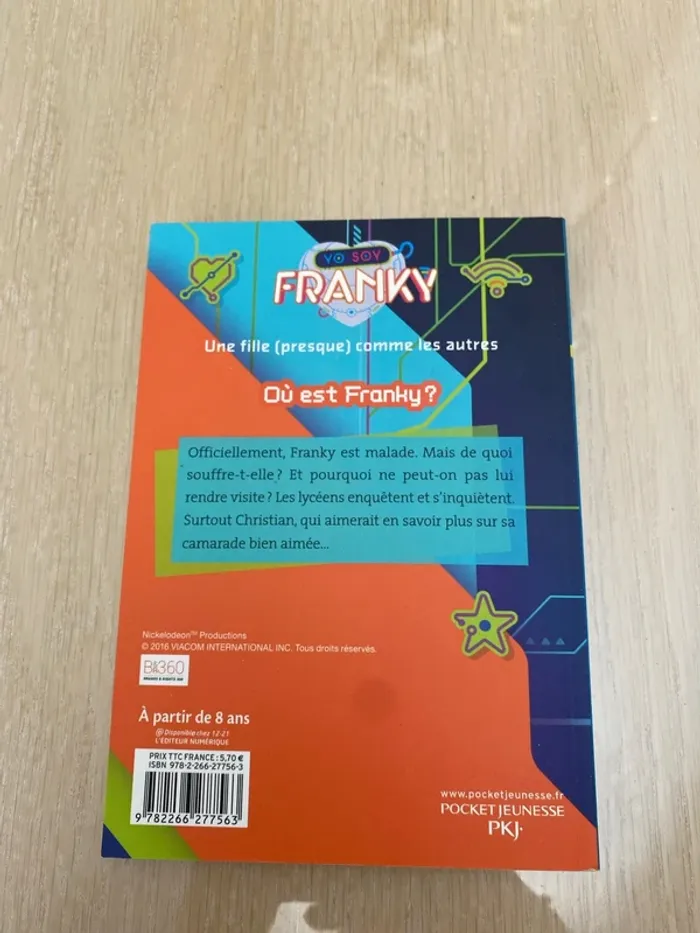 YO SOY
FRANKY
Une fille (presque) comme les autres
Où est Franky ?
Officiellement, Franky est malade. Mais de quoi
souffre-t-elle ? Et pourquoi ne peut-on pas lui
rendre visite ? Les lycéens enquêtent et s'inquiètent.
Surtout Christian, qui aimerait en savoir plus sur sa
camarade bien aimée...
Nickelodeon™ Productions
© 2016 VIACOM INTERNATIONAL INC. Tous droits réservés.
À partir de 8 ans
@ Disponible chez 12-21
L'ÉDITEUR NUMÉRIQUE
PRIX TTC FRANCE : 5,70 €
ISBN 978-2-266-27756-3
9 782266 277563
www.pocketjeunesse.fr
POCKET JEUNESSE
PKJ·